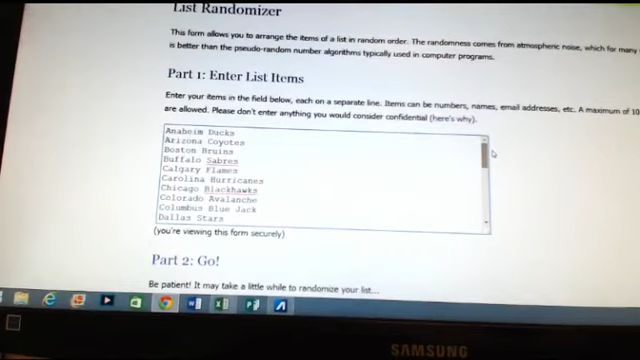 List Randomizer
This form allows you to arrange the items of a list in random order. The randomness comes from atmospheric noise, which for many
is better than the pseudo-random number algorithms typically used in computer programs.
Part 1: Enter List Items
Enter your items in the field below, each on a separate line. Items can be numbers, names, email addresses, etc. A maximum of 10
are allowed. Please don't enter anything you would consider confidential (here's why).
Anaheim Ducks
Arizona Coyotes
Boston Bruins
Buffalo Sabres
Calgary Flames
Carolina Hurricanes
Chicago Blackhawks
Colorado Avalanche
Columbus Blue Jack
Dallas Stars
(you're viewing this form securely)
Part 2: Go!
Be patient! It may take a little while to randomize your list...
SAMSUNG